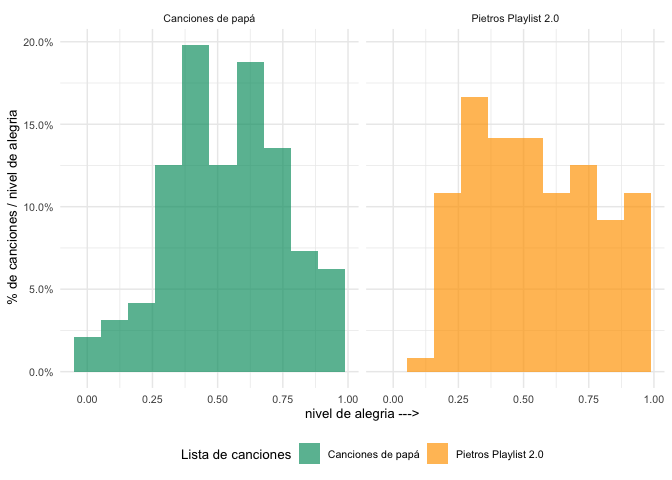 Canciones de papá
Pietros Playlist 2.0
% de canciones / nivel de alegria
20.0%
15.0%
10.0%
5.0%
0.0%
0.00 0.25 0.50 0.75 1.00
0.00 0.25 0.50 0.75 1.00
nivel de alegria --->
Lista de canciones Canciones de papá Pietros Playlist 2.0